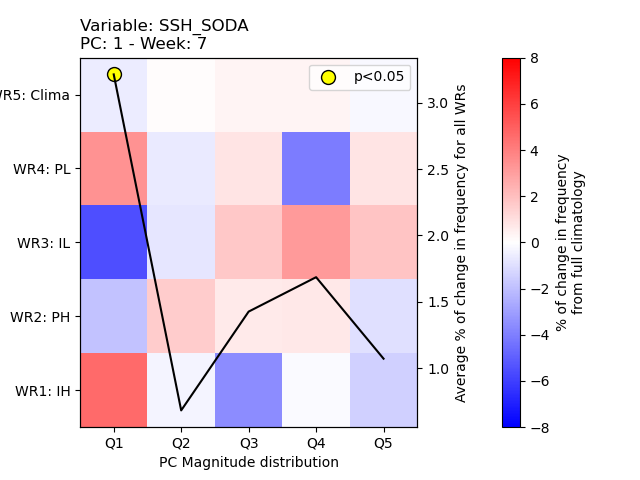 Variable: SSH_SODA
PC: 1 - Week: 7
p<0.05
WR5: Clima
WR4: PL
WR3: IL
WR2: PH
WR1: IH
Q1 Q2 Q3 Q4 Q5
PC Magnitude distribution
3.0
2.5
2.0
1.5
1.0
Average % of change in frequency for all WRs
8
6
4
2
0
−2
−4
−6
−8
% of change in frequency
from full climatology